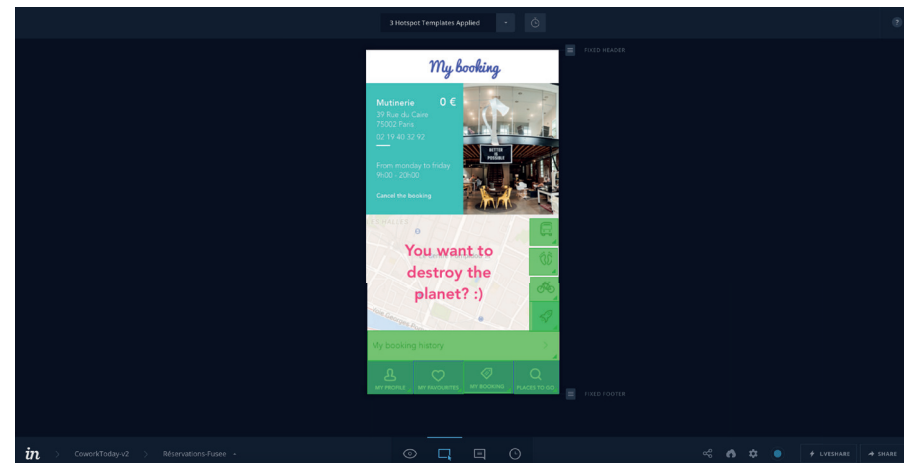 3 Hotspot Templates Applied
?
FIXED HEADER
My booking
Mutinerie 0 €
39 Rue du Caire
75002 Paris
02 19 40 32 92
From monday to friday
9h00 - 20h00
Cancel the booking
BETTER
IS
POSSIBLE
You want to
destroy the
planet? :)
My booking history
MY PROFILE MY FAVOURITES MY BOOKING PLACES TO GO
FIXED FOOTER
in CoworkToday-v2 Réservations-Fusee LVESHARE SHARE